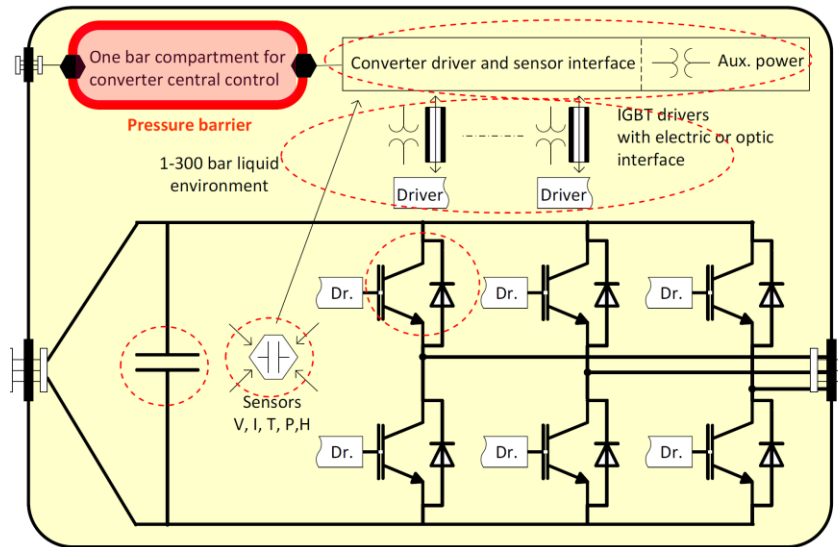 One bar compartment for
converter central control
Converter driver and sensor interface
Aux. power
Pressure barrier
1-300 bar liquid
environment
IGBT drivers
with electric or optic
interface
Driver
Driver
Dr.
Dr.
Dr.
Sensors
V, I, T, P,H
Dr.
Dr.
Dr.